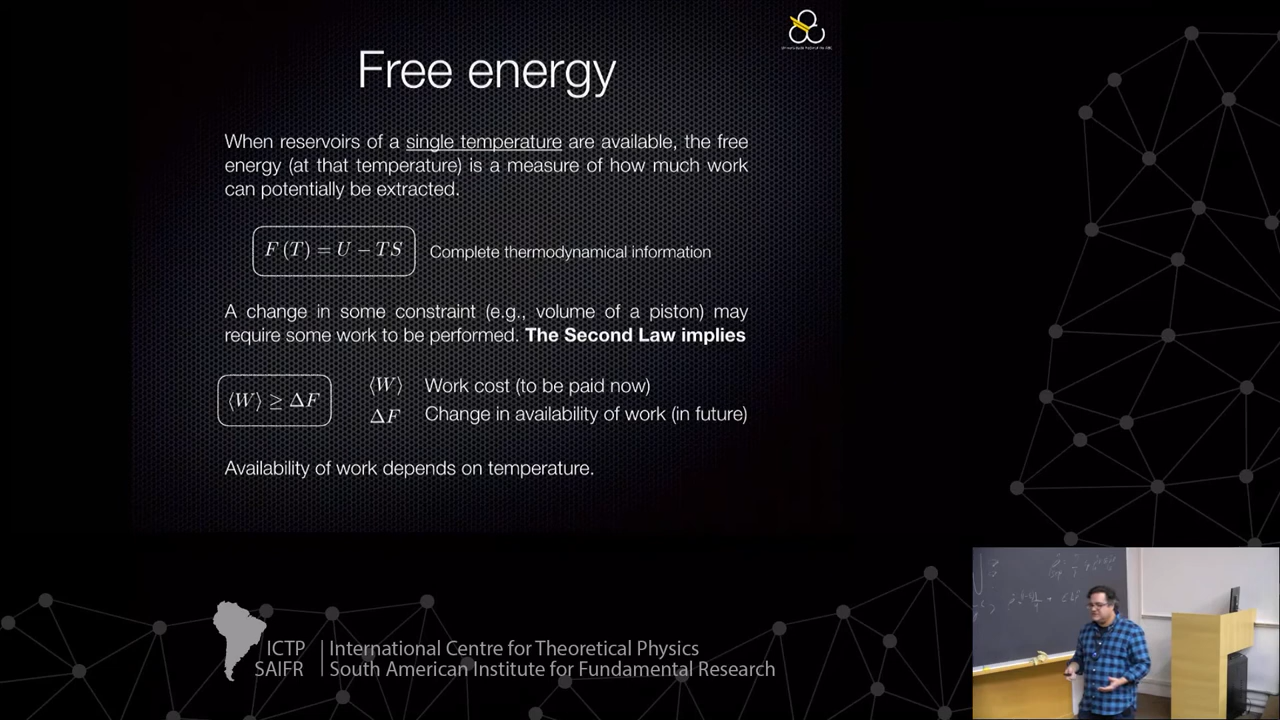 Free energy
When reservoirs of a single temperature are available, the free
energy (at that temperature) is a measure of how much work
can potentially be extracted.
F (T) = U − TS Complete thermodynamical information
A change in some constraint (e.g., volume of a piston) may
require some work to be performed. The Second Law implies
⟨W⟩ ≥ ΔF
⟨W⟩ Work cost (to be paid now)
ΔF Change in availability of work (in future)
Availability of work depends on temperature.
ICTP International Centre for Theoretical Physics
SAIFR South American Institute for Fundamental Research